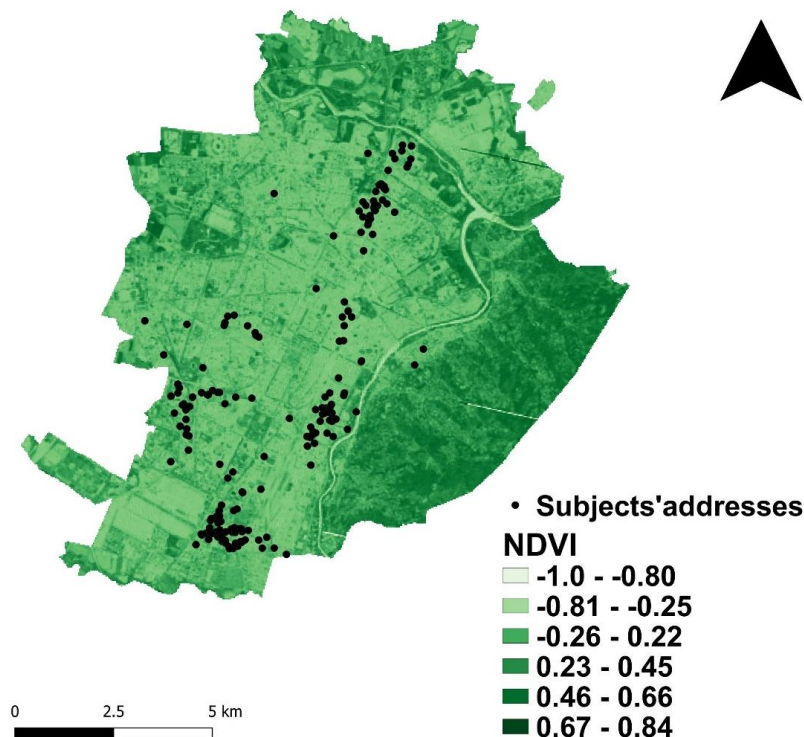 • Subjects'addresses
NDVI
-1.0 - -0.80
-0.81 - -0.25
-0.26 - 0.22
0.23 - 0.45
0.46 - 0.66
0.67 - 0.84
0 2.5 5 km